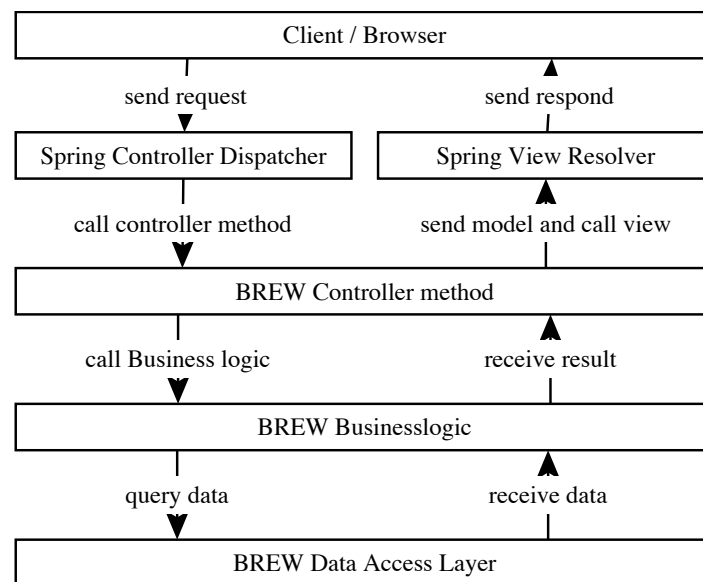 Client / Browser
send request
send respond
Spring Controller Dispatcher
Spring View Resolver
call controller method
send model and call view
BREW Controller method
call Business logic
receive result
BREW Businesslogic
query data
receive data
BREW Data Access Layer